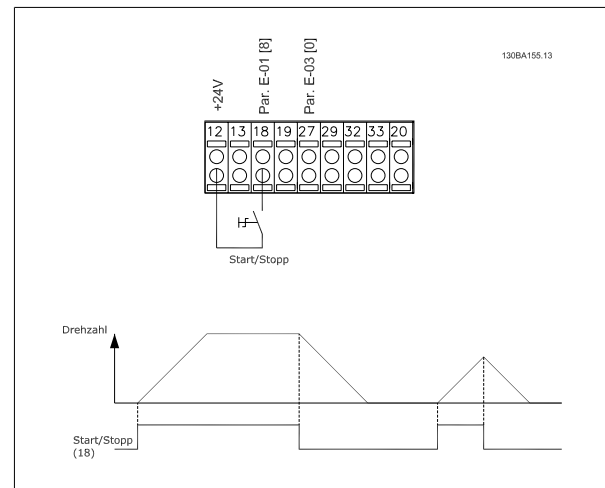 130BA155.13
+24V
Par. E-01 [8]
Par. E-03 [0]
12 13 18 19 27 29 32 33 20
Start/Stopp
Drehzahl
Start/Stopp
(18)